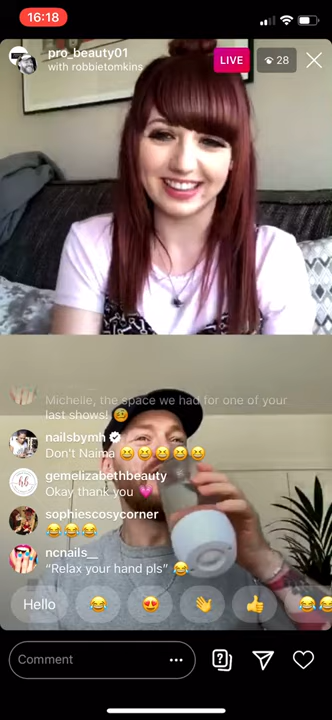 16:18
pro_beauty01
with robbietomkins
LIVE
28
Michelle, the space we had for one of your
last shows! 🤕
nailsbymh
Don't Naima 😆😆😆😆😆
gemelizabethbeauty
Okay thank you 💓
sophiescosycorner
😂😂😂
ncnails__
“Relax your hand pls” 😂
Hello 😂 😍 👋 👍 😂😂
Comment